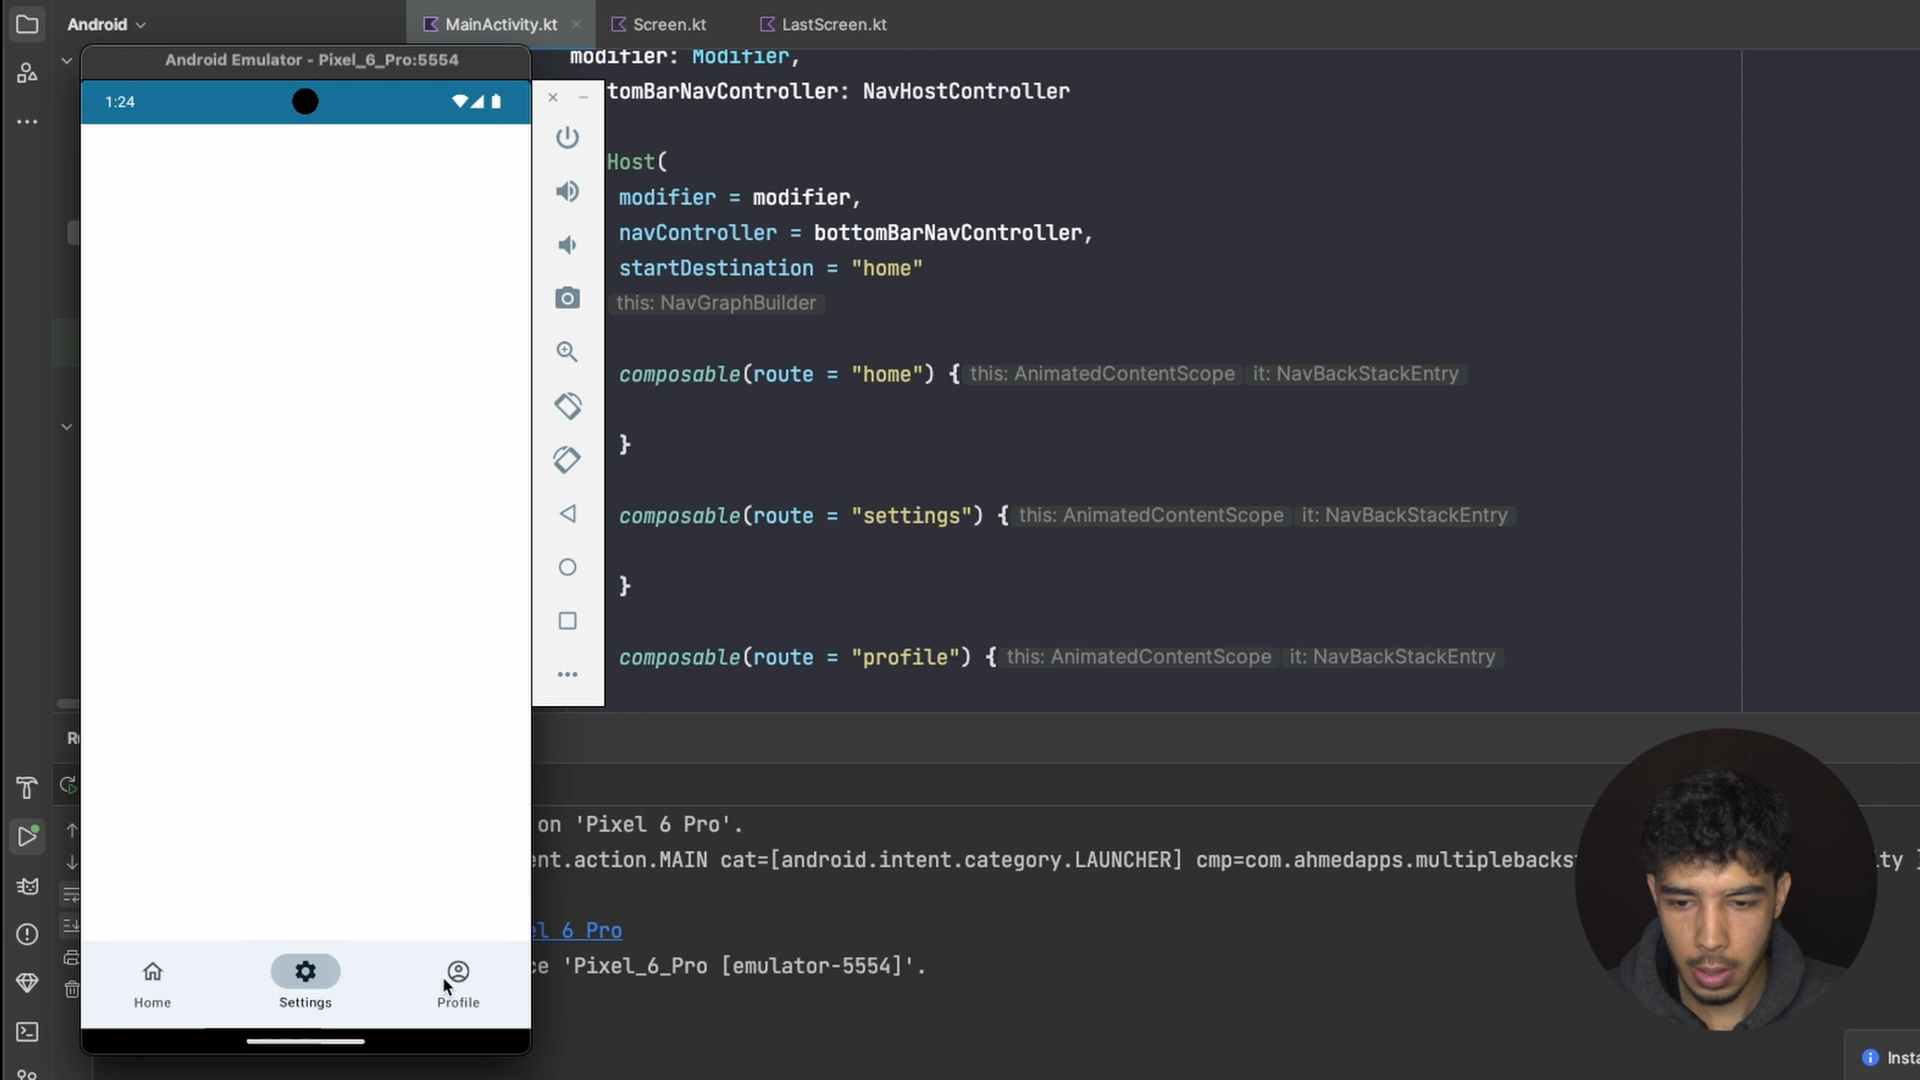 Android
MainActivity.kt
Screen.kt
LastScreen.kt
Android Emulator - Pixel_6_Pro:5554
1:24
modifier: Modifier,
tomBarNavController: NavHostController
Host(
modifier = modifier,
navController = bottomBarNavController,
startDestination = "home"
this: NavGraphBuilder
composable(route = "home") { this: AnimatedContentScope it: NavBackStackEntry
}
composable(route = "settings") { this: AnimatedContentScope it: NavBackStackEntry
}
composable(route = "profile") { this: AnimatedContentScope it: NavBackStackEntry
on 'Pixel 6 Pro'.
ent.action.MAIN cat=[android.intent.category.LAUNCHER] cmp=com.ahmedapps.multiplebacks
ty ]
el 6 Pro
ce 'Pixel_6_Pro [emulator-5554]'.
Home
Settings
Profile
Insta